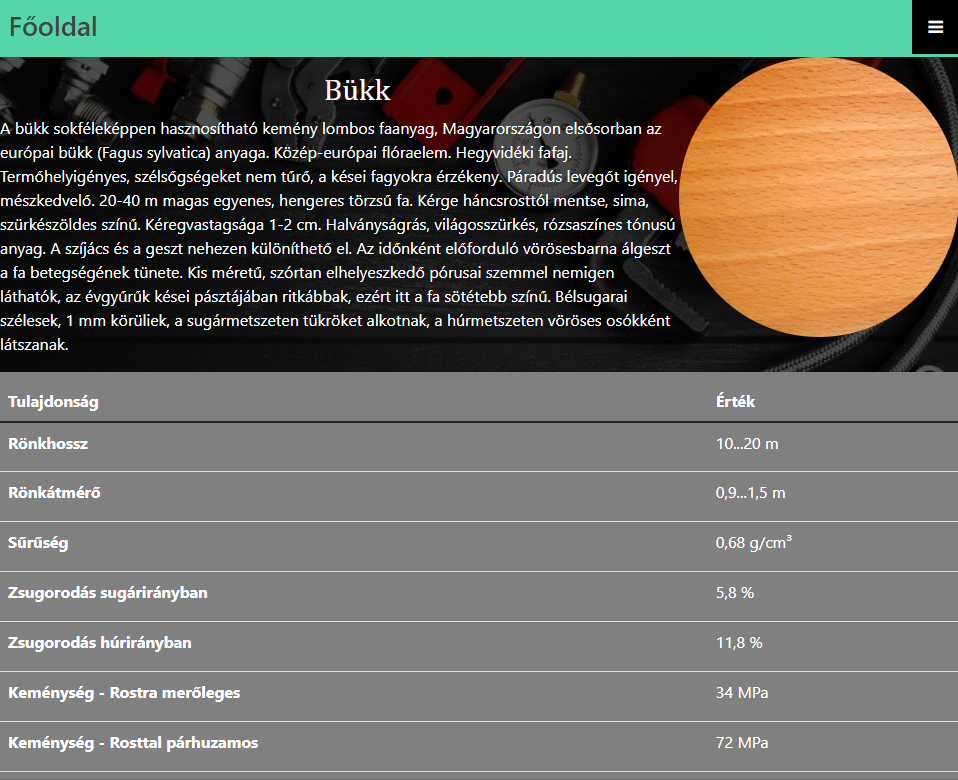 Főoldal
Bükk
A bükk sokféleképpen hasznosítható kemény lombos faanyag, Magyarországon elsősorban az
európai bükk (Fagus sylvatica) anyaga. Közép-európai flóraelem. Hegyvidéki fafaj.
Termőhelyigényes, szélsőgségeket nem tűrő, a kései fagyokra érzékeny. Páradús levegőt igényel,
mészkedvelő. 20-40 m magas egyenes, hengeres törzsű fa. Kérge háncsrosttól mentse, sima,
szürkészöldes színű. Kéregvastagsága 1-2 cm. Halványságrás, világosszürkés, rózsaszínes tónusú
anyag. A szíjács és a geszt nehezen különíthető el. Az időnként előforduló vörösesbarna álgeszt
a fa betegségének tünete. Kis méretű, szórtan elhelyeszkedő pórusai szemmel nemigen
láthatók, az évgyűrűk kései pásztájában ritkábbak, ezért itt a fa sötétebb színű. Bélsugarai
szélesek, 1 mm körüliek, a sugármetszeten tükröket alkotnak, a húrmetszeten vöröses osókként
látszanak.
Tulajdonság Érték
Rönkhossz 10...20 m
Rönkátmérő 0,9...1,5 m
Sűrűség 0,68 g/cm³
Zsugorodás sugárirányban 5,8 %
Zsugorodás húrirányban 11,8 %
Keménység - Rostra merőleges 34 MPa
Keménység - Rosttal párhuzamos 72 MPa